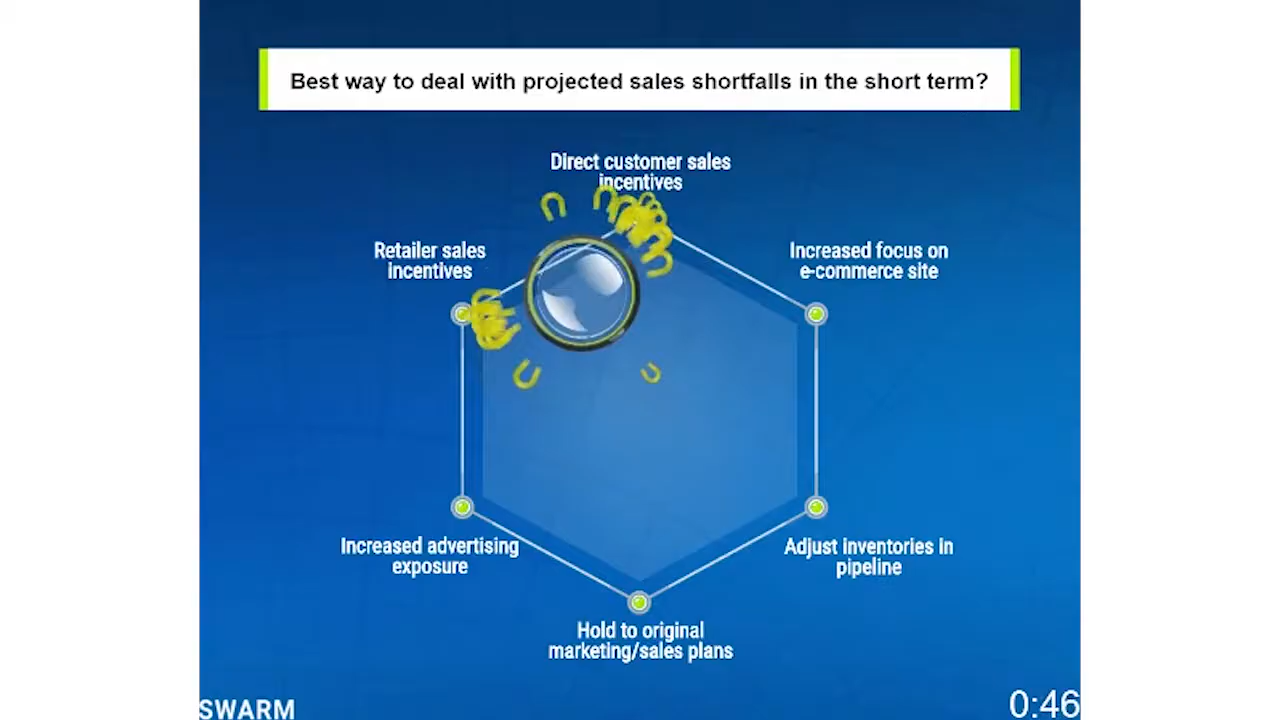 Best way to deal with projected sales shortfalls in the short term?
Direct customer sales
incentives
Retailer sales
incentives
Increased focus on
e-commerce site
Increased advertising
exposure
Adjust inventories in
pipeline
Hold to original
marketing/sales plans
SWARM
0:46